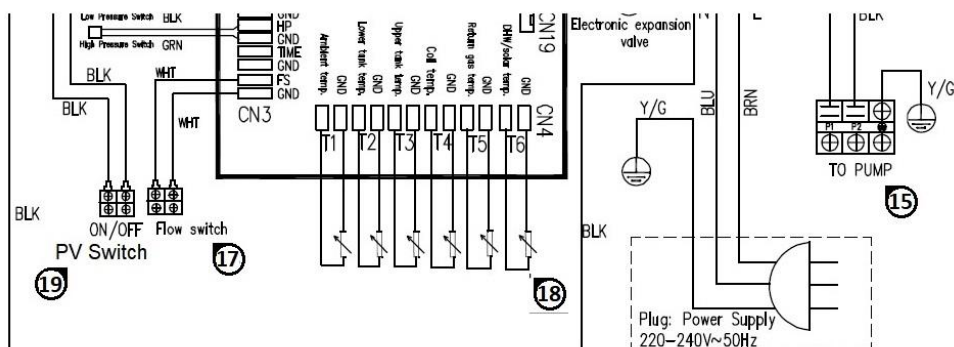 Low Pressure Switch
BLK
High Pressure Switch
GRN
GND
HP
GND
TIME
GND
FS
GND
CN3
BLK
WHT
BLK
WHT
BLK
ON/OFF
PV Switch
Flow switch
19
17
Ambient temp.
GND
Lower tank temp.
GND
Upper tank temp.
GND
Coil temp.
GND
Return gas temp.
GND
DHW/solar temp.
GND
T1
T2
T3
T4
T5
T6
CN19
CN4
18
Electronic expansion
valve
N
L
BLK
Y/G
BLU
BRN
BLK
Y/G
P1
P2
TO PUMP
15
Plug: Power Supply
220-240V~50Hz